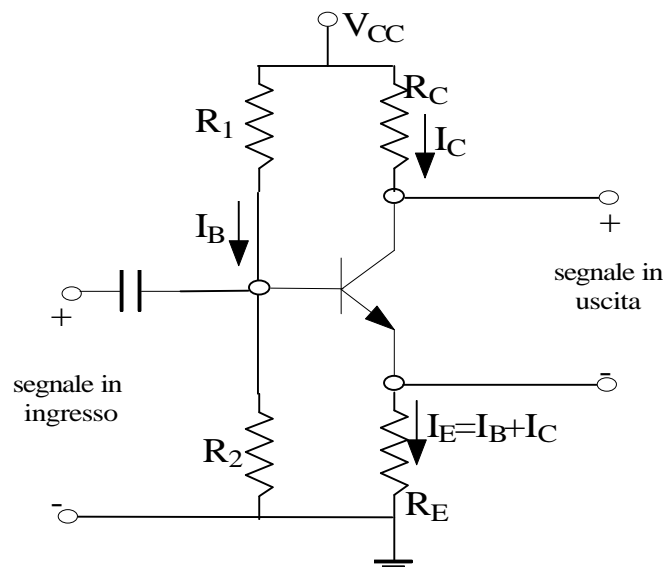 V_CC
R_1
R_C
I_C
I_B
+
segnale in
uscita
+
segnale in
ingresso
-
R_2
I_E=I_B+I_C
-
R_E